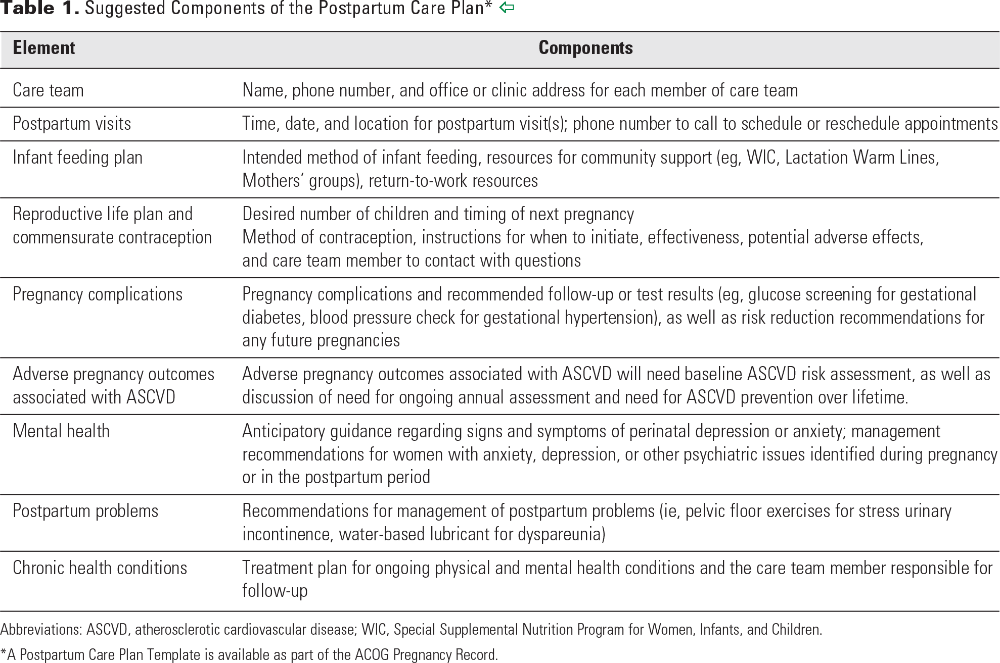 Table 1. Suggested Components of the Postpartum Care Plan* ⇦
Element Components
Care team Name, phone number, and office or clinic address for each member of care team
Postpartum visits Time, date, and location for postpartum visit(s); phone number to call to schedule or reschedule appointments
Infant feeding plan Intended method of infant feeding, resources for community support (eg, WIC, Lactation Warm Lines,
Mothers’ groups), return-to-work resources
Reproductive life plan and Desired number of children and timing of next pregnancy
commensurate contraception Method of contraception, instructions for when to initiate, effectiveness, potential adverse effects,
and care team member to contact with questions
Pregnancy complications Pregnancy complications and recommended follow-up or test results (eg, glucose screening for gestational
diabetes, blood pressure check for gestational hypertension), as well as risk reduction recommendations for
any future pregnancies
Adverse pregnancy outcomes Adverse pregnancy outcomes associated with ASCVD will need baseline ASCVD risk assessment, as well as
associated with ASCVD discussion of need for ongoing annual assessment and need for ASCVD prevention over lifetime.
Mental health Anticipatory guidance regarding signs and symptoms of perinatal depression or anxiety; management
recommendations for women with anxiety, depression, or other psychiatric issues identified during pregnancy
or in the postpartum period
Postpartum problems Recommendations for management of postpartum problems (ie, pelvic floor exercises for stress urinary
incontinence, water-based lubricant for dyspareunia)
Chronic health conditions Treatment plan for ongoing physical and mental health conditions and the care team member responsible for
follow-up
Abbreviations: ASCVD, atherosclerotic cardiovascular disease; WIC, Special Supplemental Nutrition Program for Women, Infants, and Children.
*A Postpartum Care Plan Template is available as part of the ACOG Pregnancy Record.